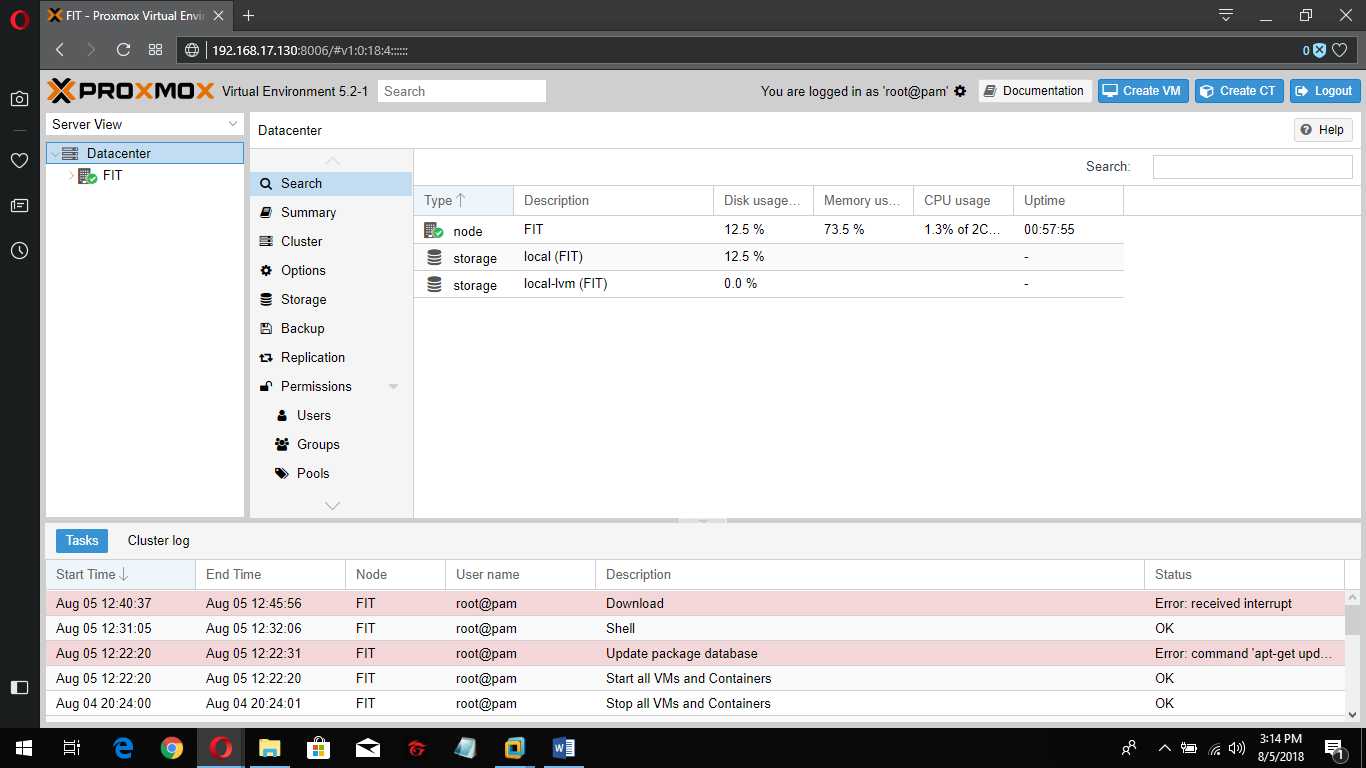 FIT - Proxmox Virtual Envir
192.168.17.130:8006/#v1:0:18:4::::::
0
PROXMOX Virtual Environment 5.2-1 Search You are logged in as 'root@pam' Documentation Create VM Create CT Logout
Server View
Datacenter
FIT
Datacenter Help
Search
Summary
Cluster
Options
Storage
Backup
Replication
Permissions
Users
Groups
Pools
Search:
Type Description Disk usage... Memory us... CPU usage Uptime
node FIT 12.5 % 73.5 % 1.3% of 2C... 00:57:55
storage local (FIT) 12.5 % -
storage local-lvm (FIT) 0.0 % -
Tasks Cluster log
Start Time End Time Node User name Description Status
Aug 05 12:40:37 Aug 05 12:45:56 FIT root@pam Download Error: received interrupt
Aug 05 12:31:05 Aug 05 12:32:06 FIT root@pam Shell OK
Aug 05 12:22:20 Aug 05 12:22:31 FIT root@pam Update package database Error: command 'apt-get upd...
Aug 05 12:22:20 Aug 05 12:22:20 FIT root@pam Start all VMs and Containers OK
Aug 04 20:24:00 Aug 04 20:24:01 FIT root@pam Stop all VMs and Containers OK
3:14 PM
8/5/2018
1